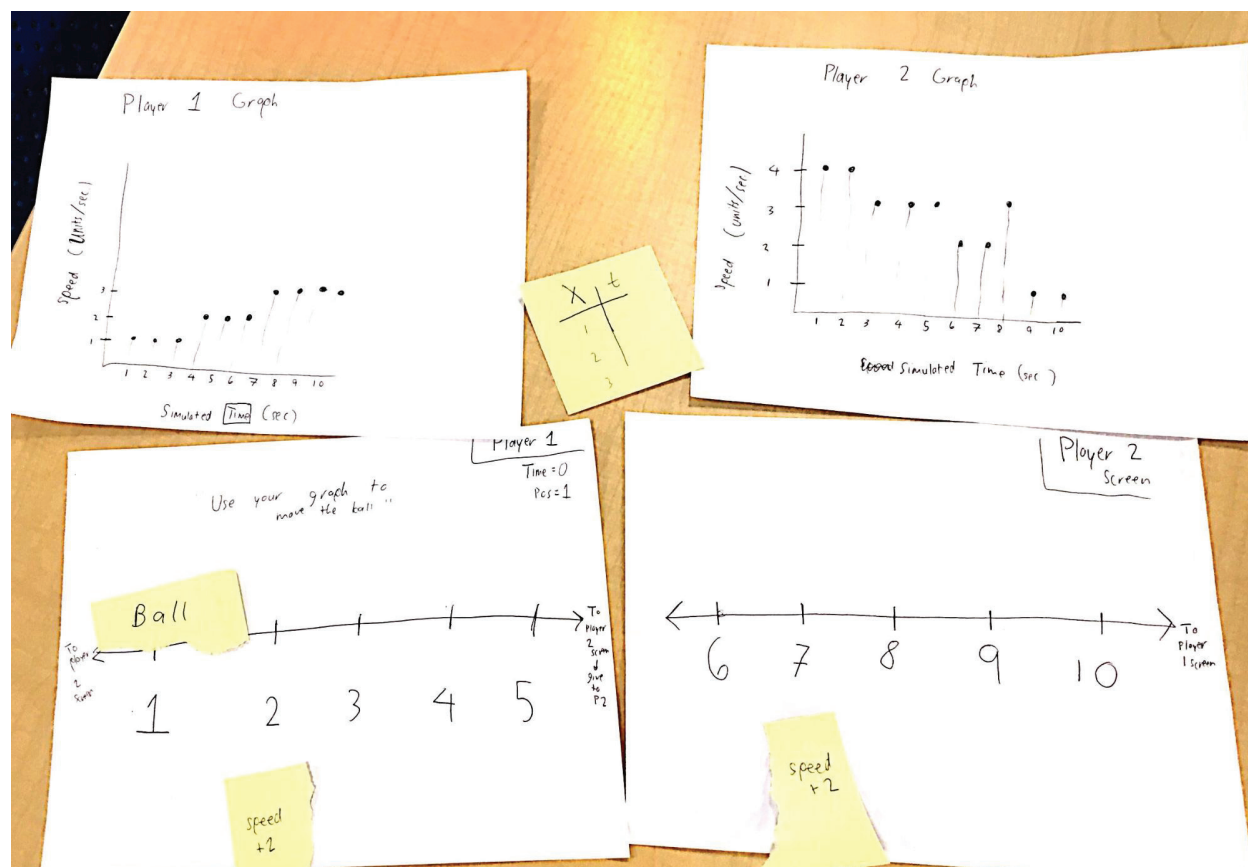 Player 1 Graph
Speed (Units/sec)
3
2
1
1 2 3 4 5 6 7 8 9 10
Simulated Time (sec)
Player 2 Graph
speed (units/sec)
4
3
2
1
1 2 3 4 5 6 7 8 9 10
Simulated Time (sec)
X t
1
2
3
Player 1
Time = 0
Pos = 1
Use your graph to
move the ball"
Ball
To
player
2
To
Player
2
screen
give
to
P2
1 2 3 4 5
speed
+2
Player 2
Screen
To
Player
1 screen
6 7 8 9 10
speed
+2